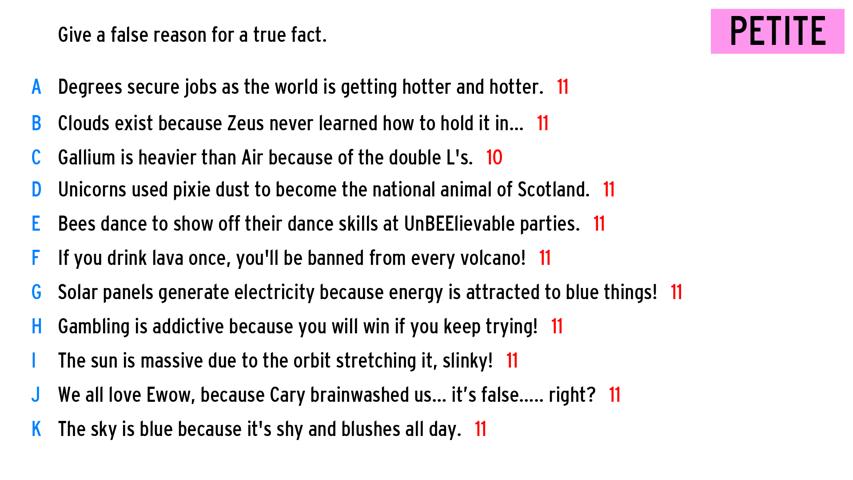 Give a false reason for a true fact.
PETITE
A Degrees secure jobs as the world is getting hotter and hotter. 11
B Clouds exist because Zeus never learned how to hold it in... 11
C Gallium is heavier than Air because of the double L's. 10
D Unicorns used pixie dust to become the national animal of Scotland. 11
E Bees dance to show off their dance skills at UnBEElievable parties. 11
F If you drink lava once, you'll be banned from every volcano! 11
G Solar panels generate electricity because energy is attracted to blue things! 11
H Gambling is addictive because you will win if you keep trying! 11
I The sun is massive due to the orbit stretching it, slinky! 11
J We all love Ewow, because Cary brainwashed us... it’s false..... right? 11
K The sky is blue because it's shy and blushes all day. 11